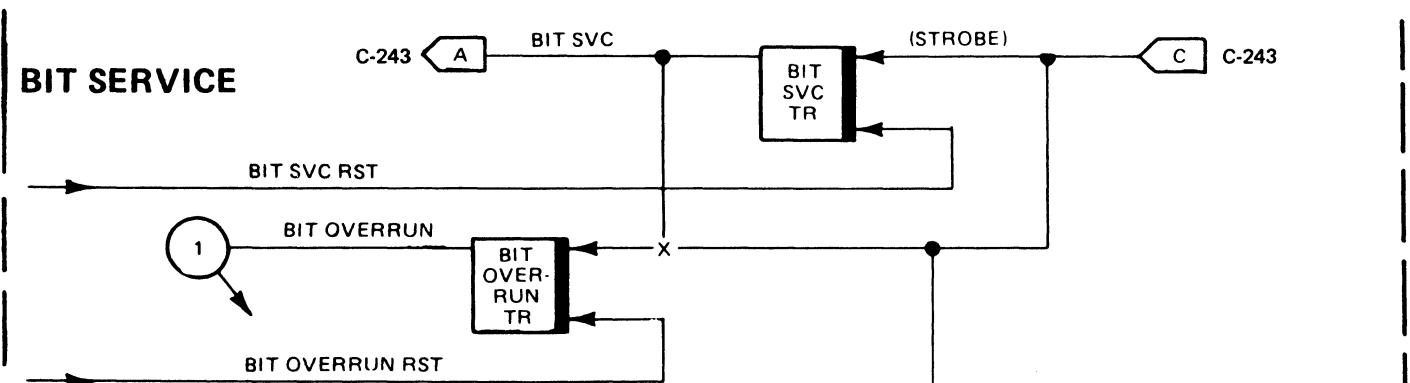 C-243 A BIT SVC (STROBE) C C-243
BIT SERVICE
BIT
SVC
TR
BIT SVC RST
1 BIT OVERRUN
X
BIT
OVER-
RUN
TR
BIT OVERRUN RST